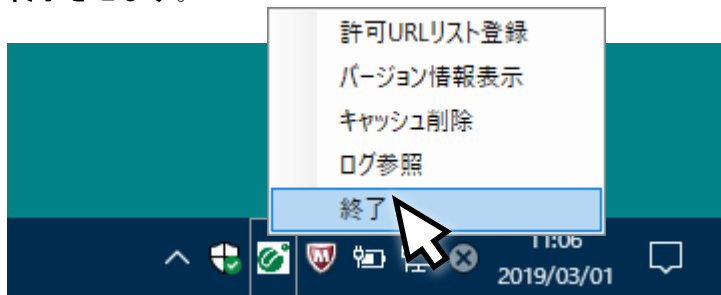 許可URLリスト登録
バージョン情報表示
キャッシュ削除
ログ参照
終了
11:06
2019/03/01